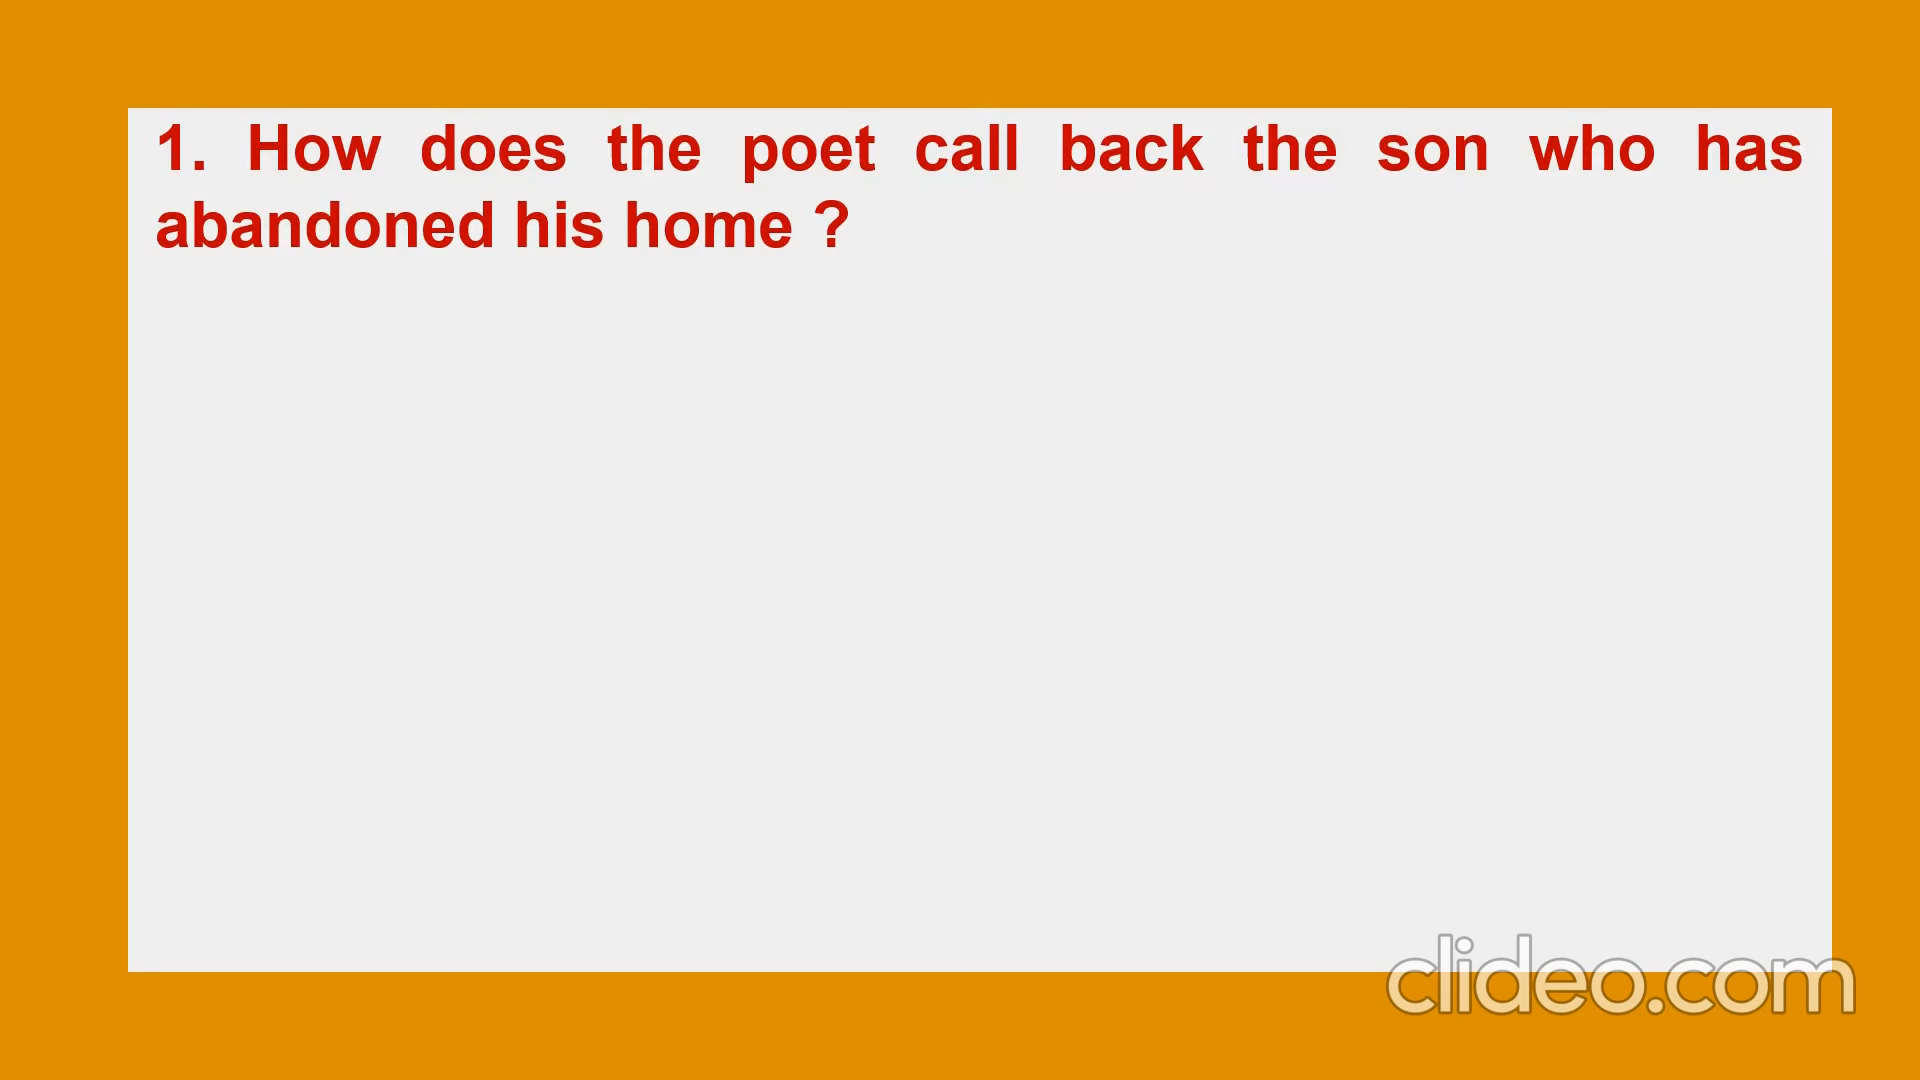 1. How does the poet call back the son who has
abandoned his home ?
clideo.com